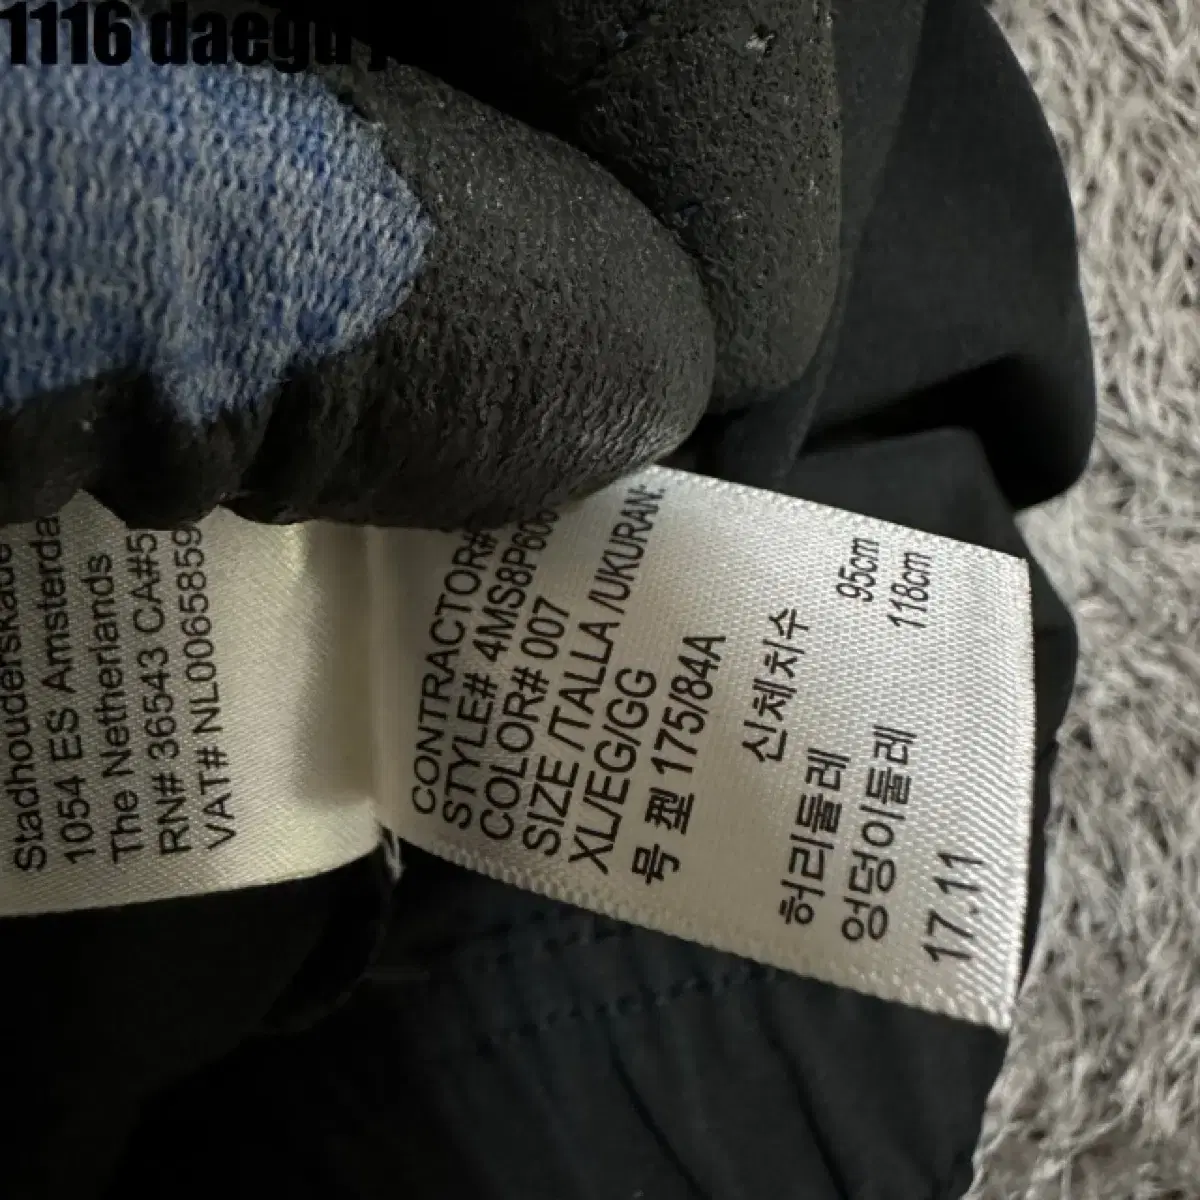 1116 daegu
Stadhouderskade
1054 ES Amsterda
The Netherlands
RN# 36543 CA#5
VAT# NL0065859
CONTRACTOR#
STYLE# 4MS8P60
COLOR# 007
SIZE /TALLA /UKURAN:
XL/EG/GG
号型 175/84A
신체치수
허리둘레 95cm
엉덩이둘레 118cm
17.11